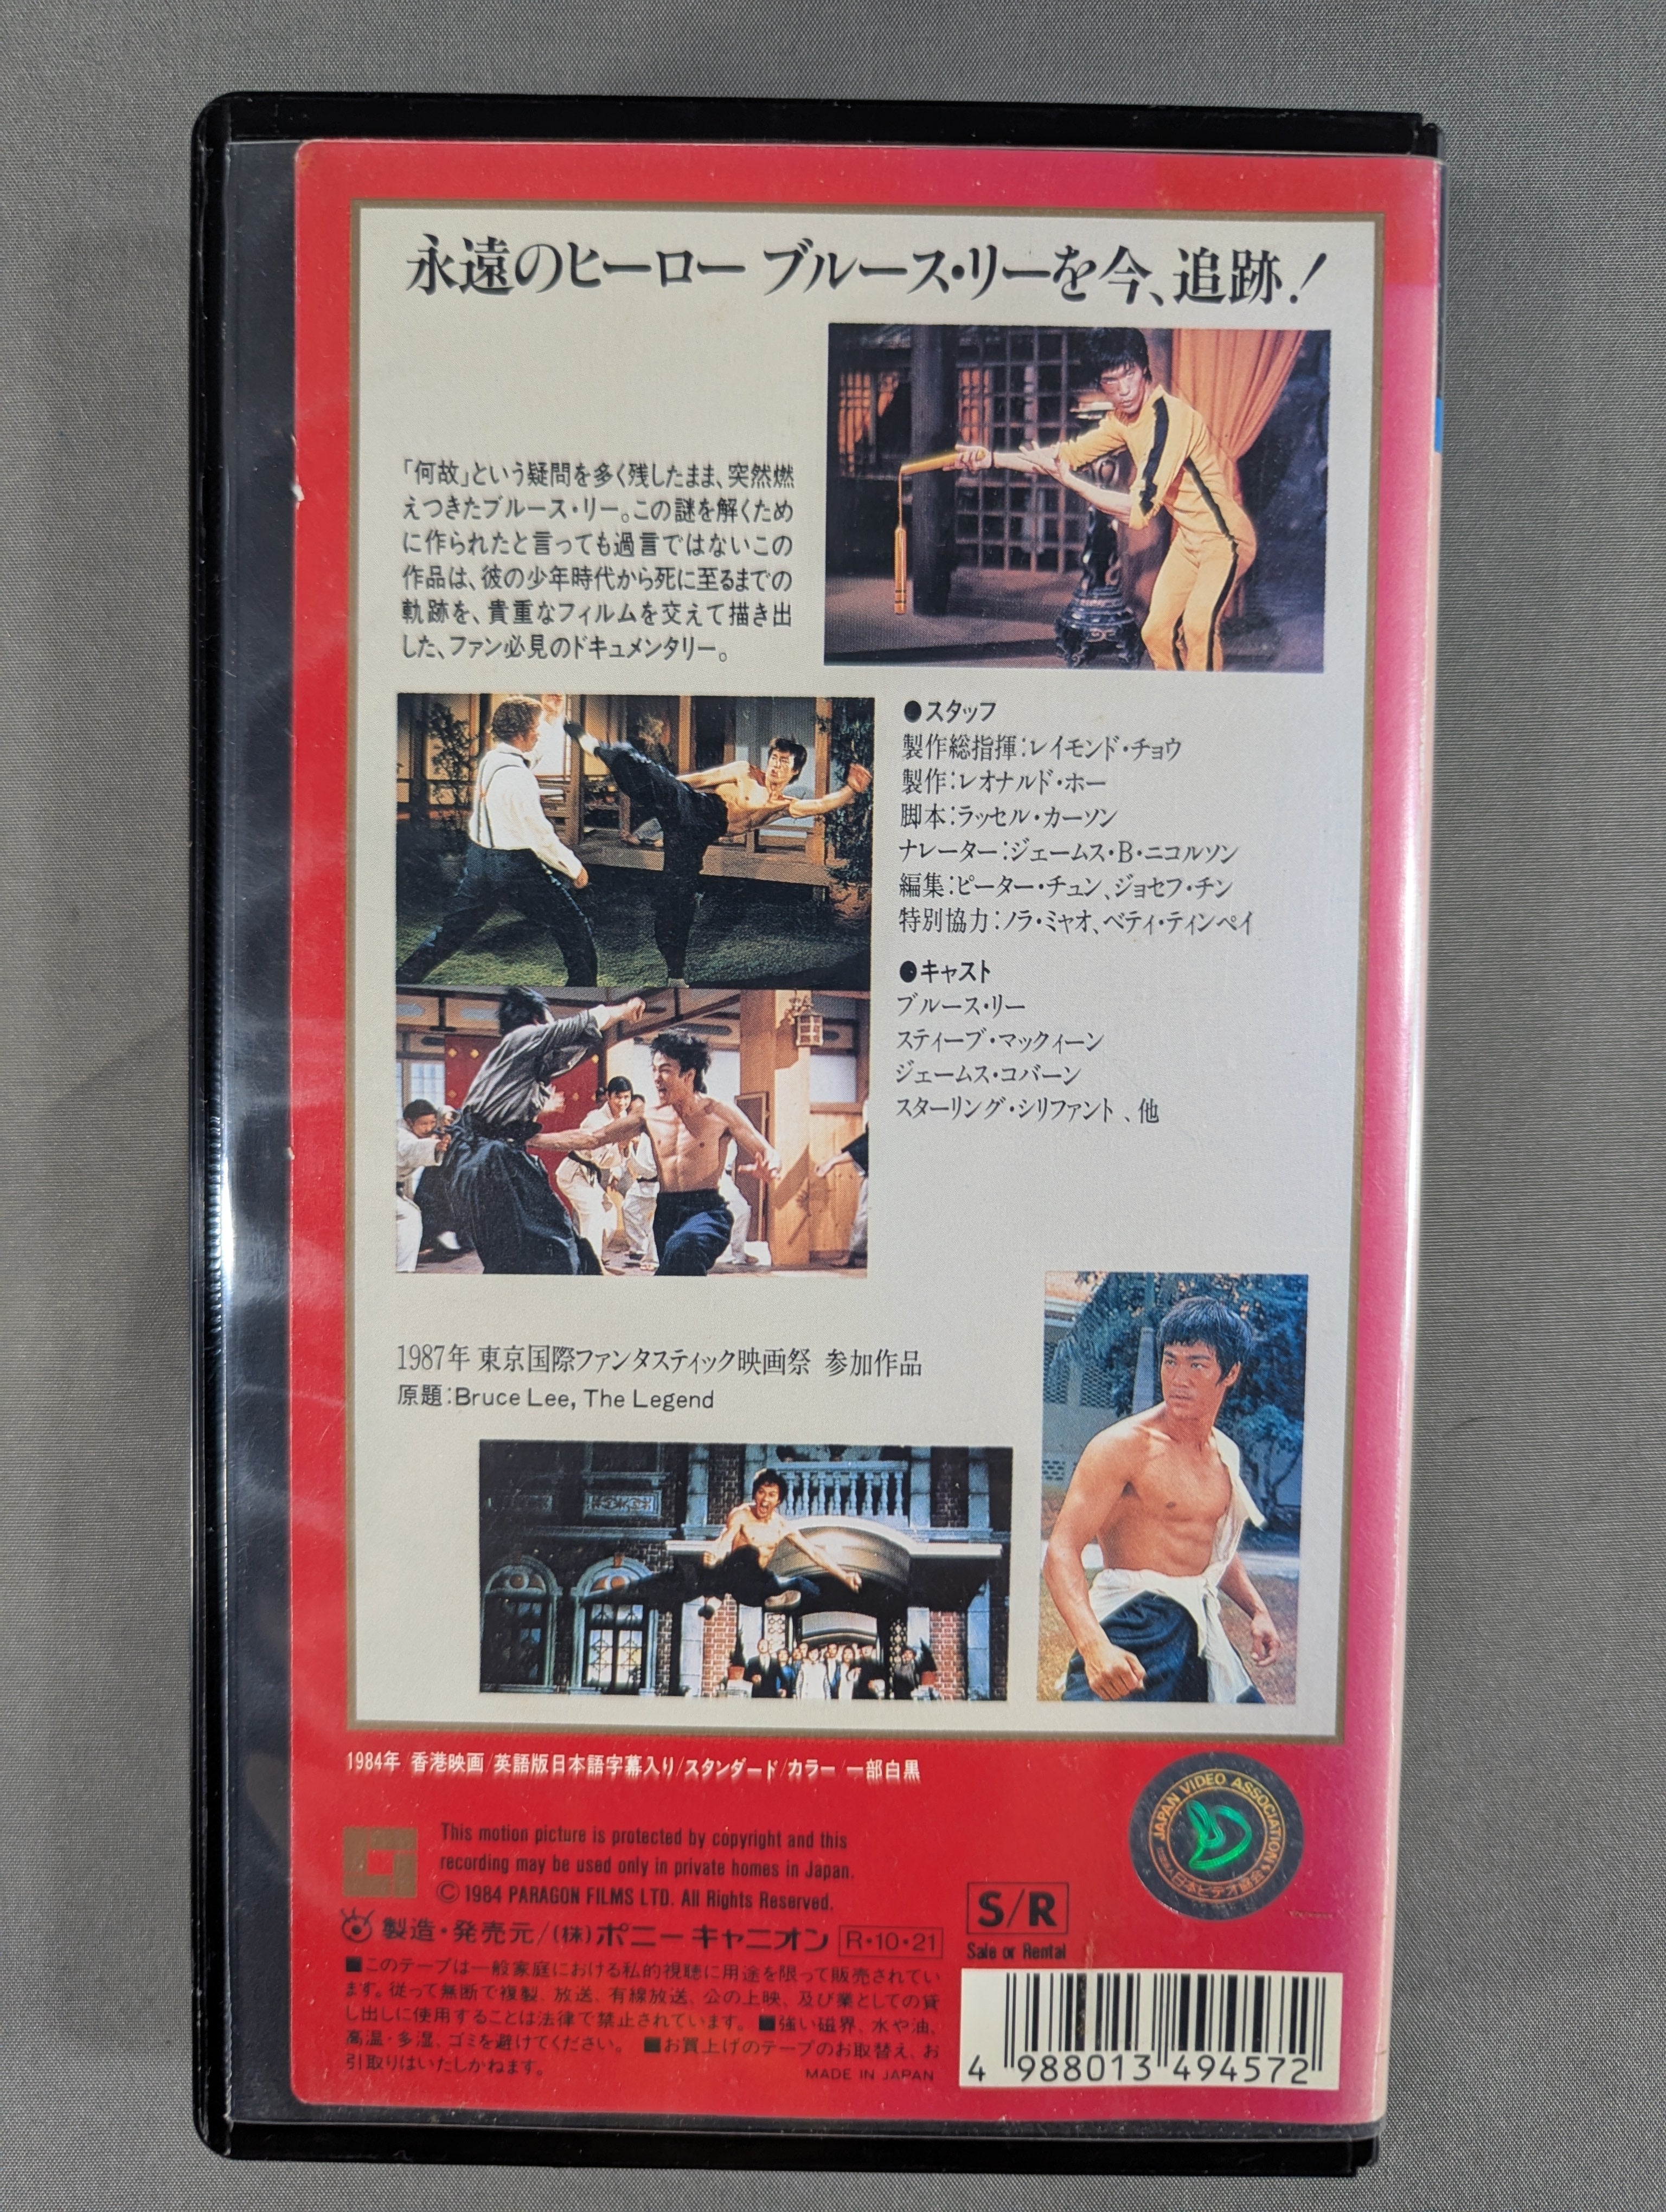 永遠のヒーロー ブルース・リーを今、追跡!
「何故」という疑問を多く残したまま、突然燃
えつきたブルース・リー。この謎を解くため
に作られたと言っても過言ではないこの
作品は、彼の少年時代から死に至るまでの
軌跡を、貴重なフィルムを交えて描き出
した、ファン必見のドキュメンタリー。
●スタッフ
製作総指揮:レイモンド・チョウ
製作:レオナルド・ホー
脚本:ラッセル・カーソン
ナレーター:ジェームス・B・ニコルソン
編集:ピーター・チュン、ジョセフ・チン
特別協力:ノラ・ミャオ、ベティ・ティンペイ
●キャスト
ブルース・リー
スティーブ・マックィーン
ジェームス・コバーン
スターリング・シリファント 、他
1987年 東京国際ファンタスティック映画祭 参加作品
原題:Bruce Lee, The Legend
1984年 香港映画/英語版日本語字幕入り/スタンダード/カラー/一部白黒
This motion picture is protected by copyright and this
recording may be used only in private homes in Japan.
© 1984 PARAGON FILMS LTD. All Rights Reserved.
製造・発売元/(株)ポニーキャニオン R・10・21
■このテープは一般家庭における私的視聴に用途を限って販売されてい
ます。従って無断で複製、放送、有線放送、公の上映、及び業としての貸
し出しに使用することは法律で禁止されています。 ■強い磁界、水や油、
高温・多湿、ゴミを避けてください。 ■お買上げのテープのお取替え、お
引取りはいたしかねます。
MADE IN JAPAN
JAPAN VIDEO ASSOCIATION
日本ビデオ協会
S/R
Sale or Rental
4 988013 494572